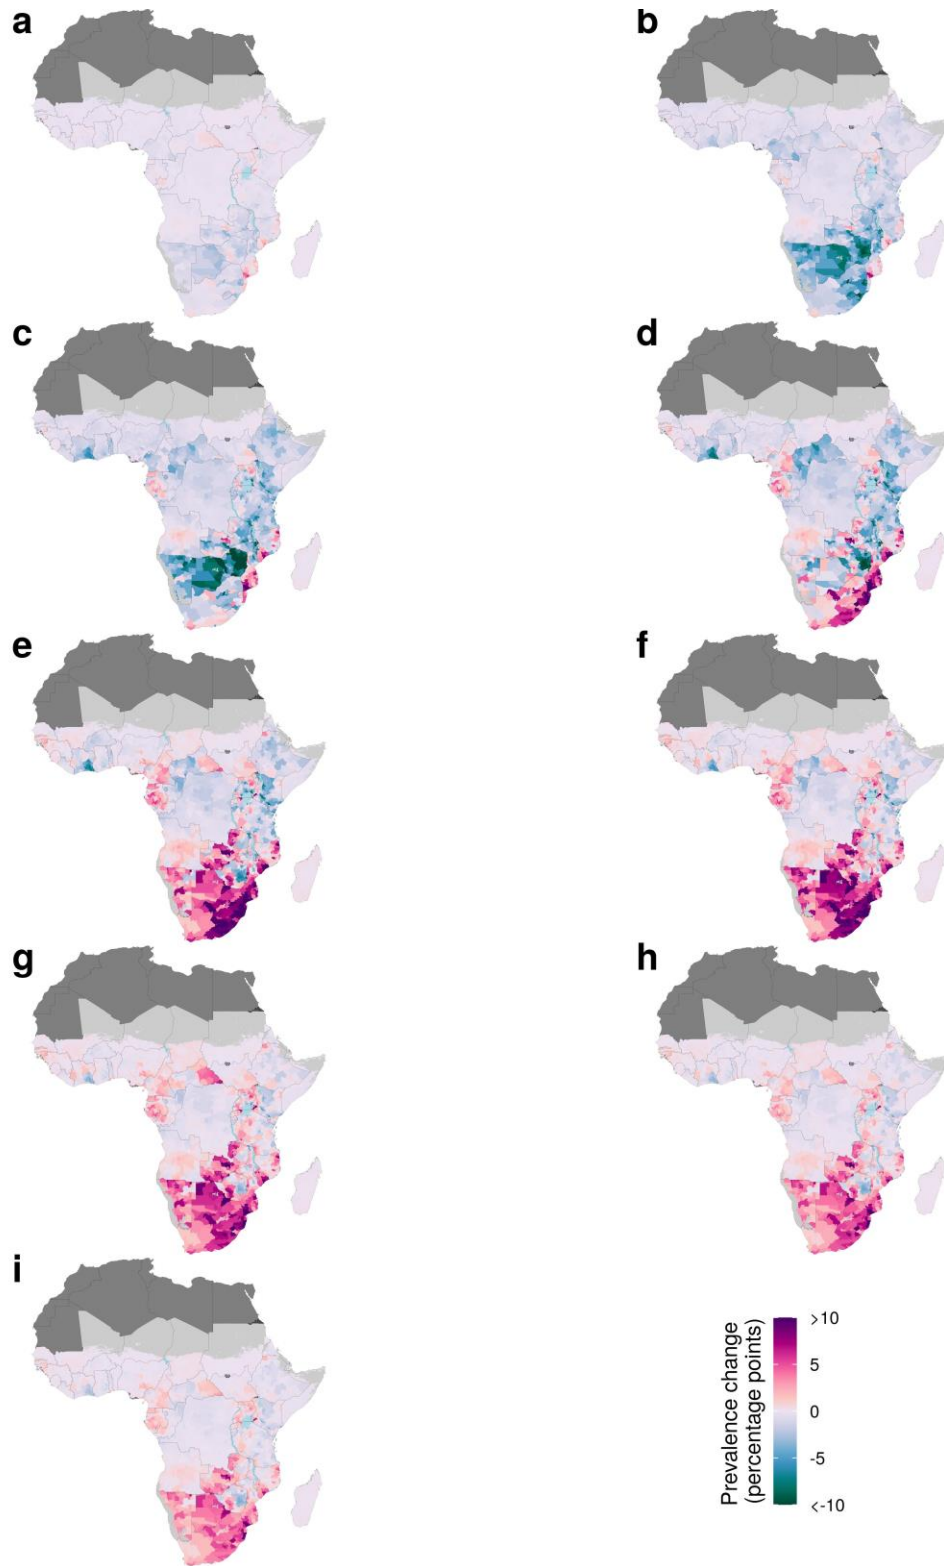 a
b
c
d
e
f
g
h
i
Prevalence change
(percentage points)
>10
5
0
-5
<-10